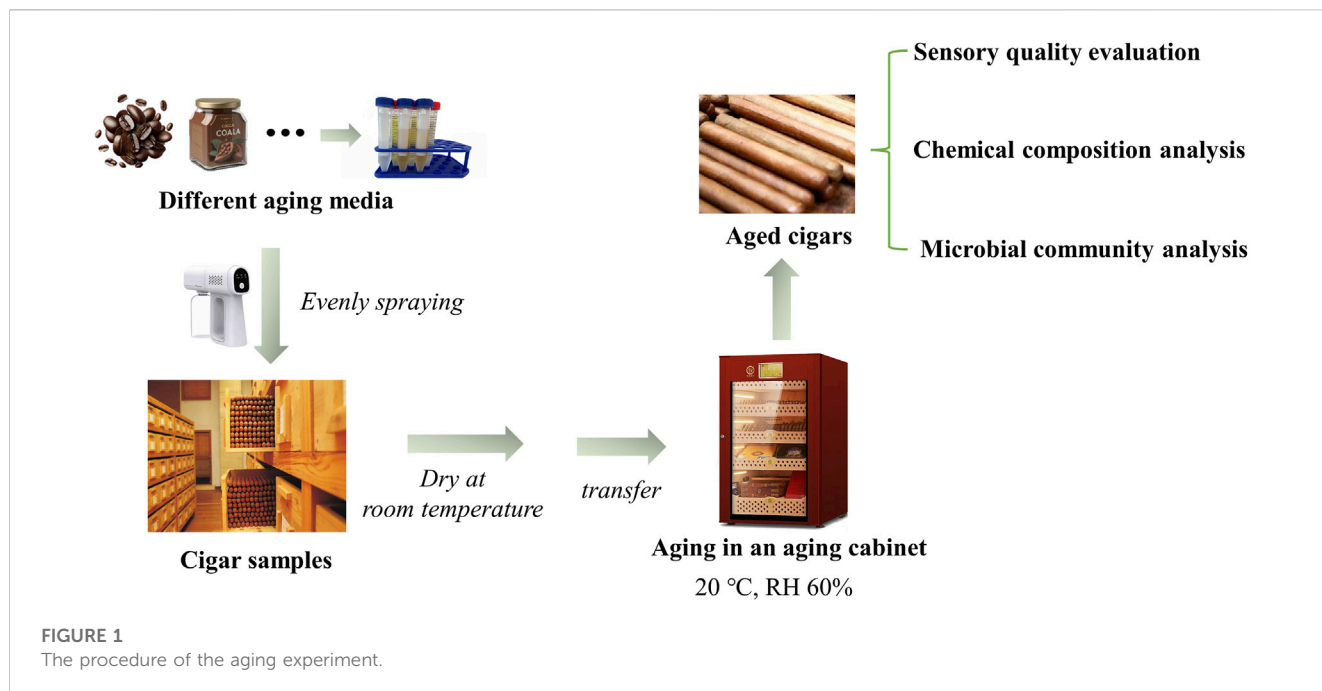 Sensory quality evaluation
COALA
•••
Different aging media
Chemical composition analysis
Aged cigars
Microbial community analysis
Evenly spraying
Dry at
room temperature
transfer
Cigar samples
Aging in an aging cabinet
20 °C, RH 60%
FIGURE 1
The procedure of the aging experiment.